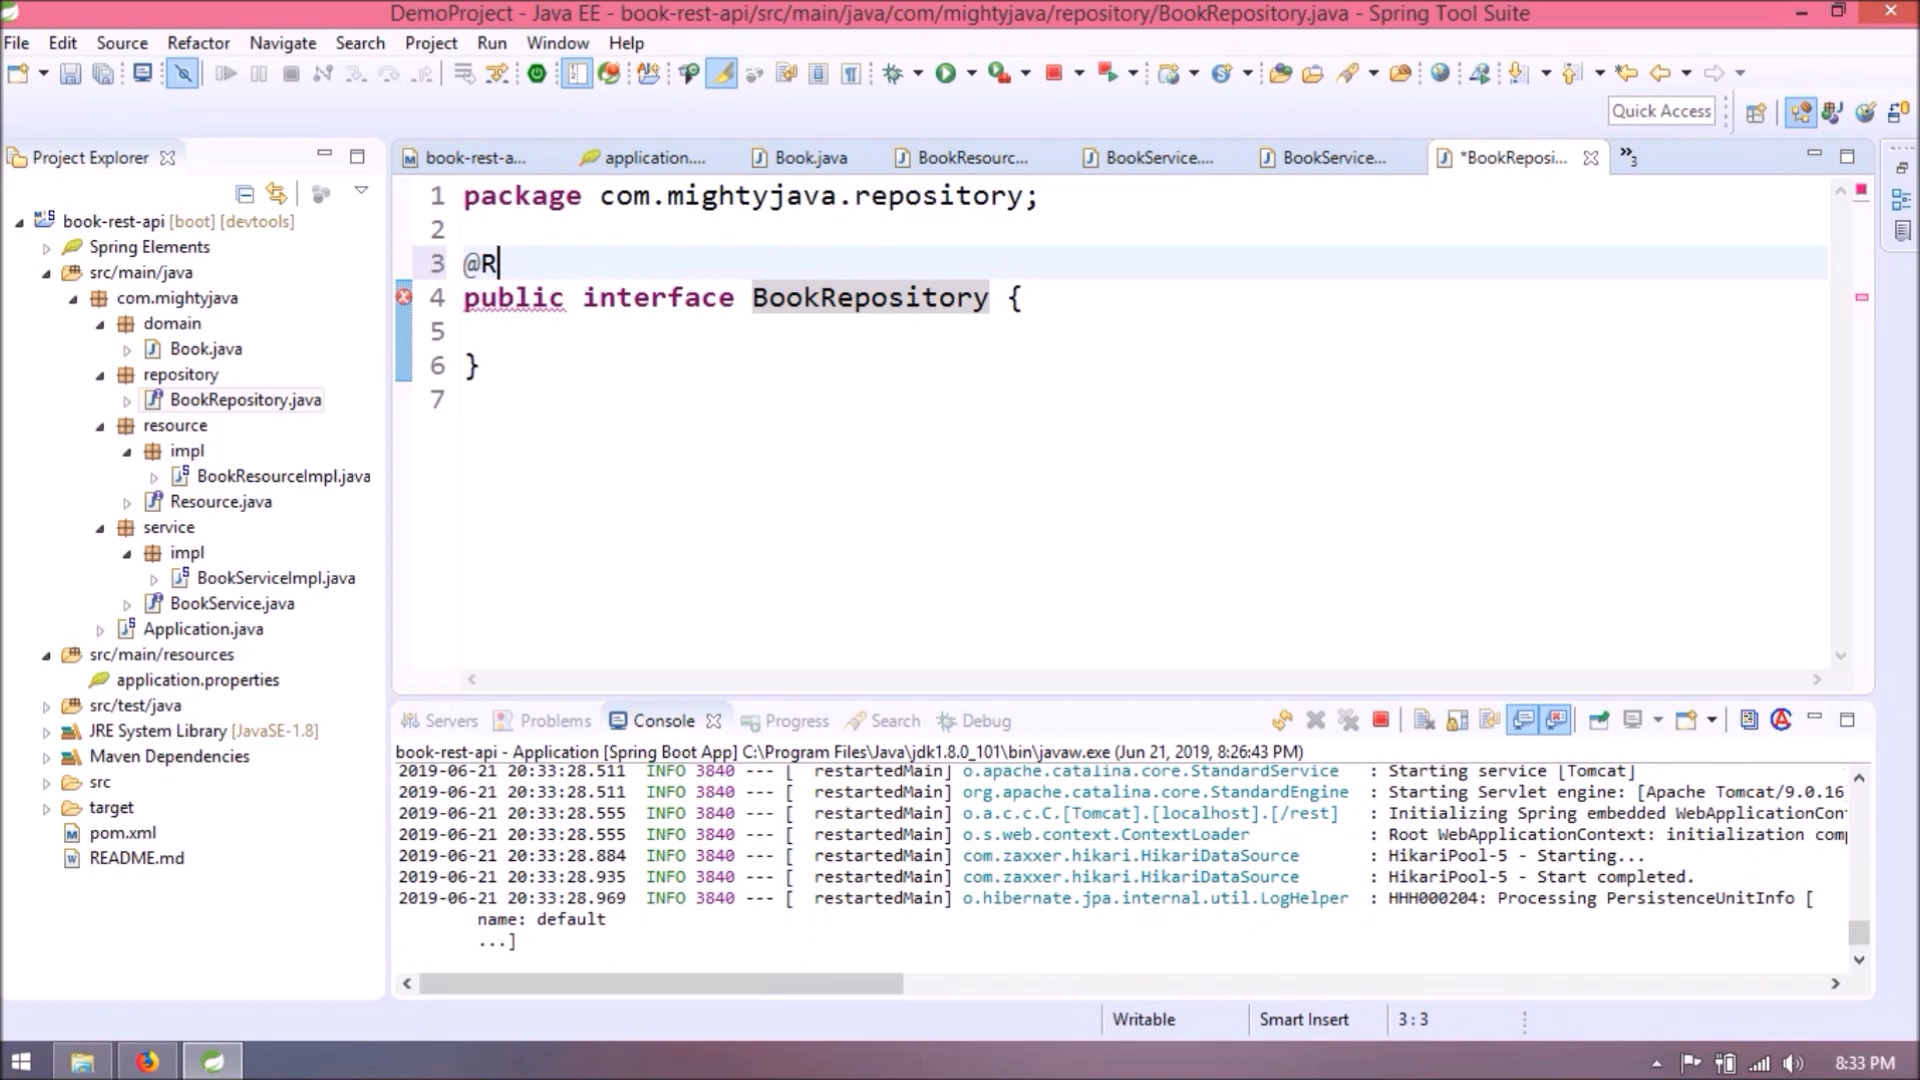 DemoProject - Java EE - book-rest-api/src/main/java/com/mightyjava/repository/BookRepository.java - Spring Tool Suite
File Edit Source Refactor Navigate Search Project Run Window Help
Quick Access
Project Explorer
book-rest-a... application.... Book.java BookResourc... BookService.... BookService... *BookReposi... »3
book-rest-api [boot] [devtools]
Spring Elements
src/main/java
com.mightyjava
domain
Book.java
repository
BookRepository.java
resource
impl
BookResourceImpl.java
Resource.java
service
impl
BookServiceImpl.java
BookService.java
Application.java
src/main/resources
application.properties
src/test/java
JRE System Library [JavaSE-1.8]
Maven Dependencies
src
target
pom.xml
README.md
1 package com.mightyjava.repository;
2
3 @R
4 public interface BookRepository {
5
6 }
7
Servers Problems Console Progress Search Debug
book-rest-api - Application [Spring Boot App] C:\Program Files\Java\jdk1.8.0_101\bin\javaw.exe (Jun 21, 2019, 8:26:43 PM)
2019-06-21 20:33:28.511 INFO 3840 --- [ restartedMain] o.apache.catalina.core.StandardService : Starting service [Tomcat]
2019-06-21 20:33:28.511 INFO 3840 --- [ restartedMain] org.apache.catalina.core.StandardEngine : Starting Servlet engine: [Apache Tomcat/9.0.16
2019-06-21 20:33:28.555 INFO 3840 --- [ restartedMain] o.a.c.c.C.[Tomcat].[localhost].[/rest] : Initializing Spring embedded WebApplicationCon
2019-06-21 20:33:28.555 INFO 3840 --- [ restartedMain] o.s.web.context.ContextLoader : Root WebApplicationContext: initialization comp
2019-06-21 20:33:28.884 INFO 3840 --- [ restartedMain] com.zaxxer.hikari.HikariDataSource : HikariPool-5 - Starting...
2019-06-21 20:33:28.935 INFO 3840 --- [ restartedMain] com.zaxxer.hikari.HikariDataSource : HikariPool-5 - Start completed.
2019-06-21 20:33:28.969 INFO 3840 --- [ restartedMain] o.hibernate.jpa.internal.util.LogHelper : HHH000204: Processing PersistenceUnitInfo [
name: default
...]
Writable Smart Insert 3 : 3
8:33 PM